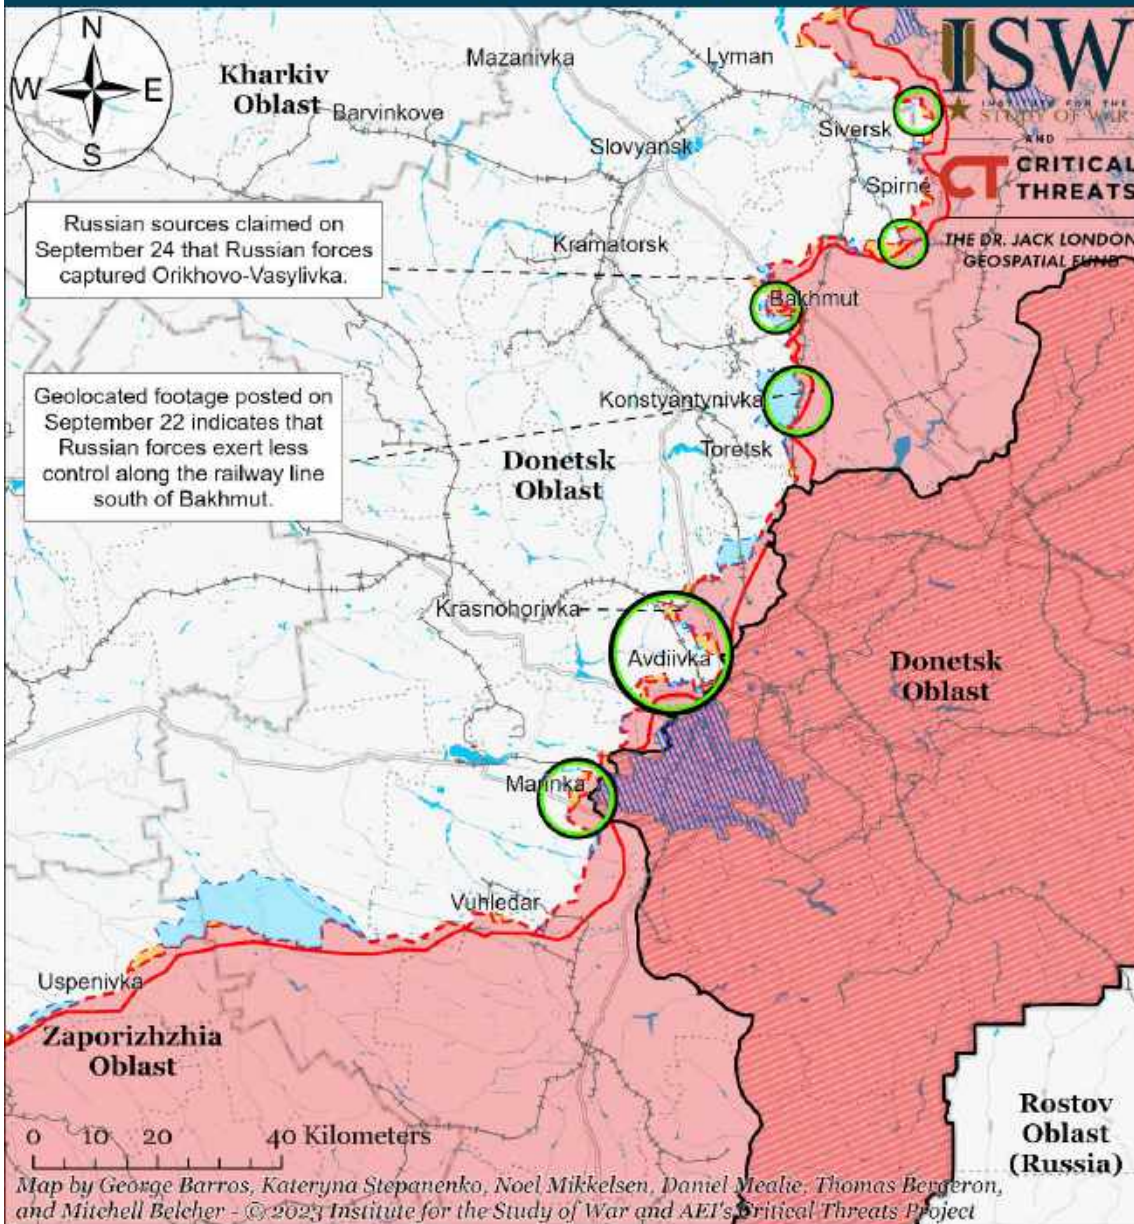 N
W
E
S
Kharkiv
Oblast
Mazanivka
Lyman
Barvinkove
Slovyansk
Siversk
ISW
INSTITUTE FOR THE
STUDY OF WAR
AND
CT CRITICAL
THREATS
THE DR. JACK LONDON
GEOSPATIAL FUND
Spirne
Russian sources claimed on
September 24 that Russian forces
captured Orikhovo-Vasylivka.
Kramatorsk
Bakhmut
Geolocated footage posted on
September 22 indicates that
Russian forces exert less
control along the railway line
south of Bakhmut.
Konstyantynivka
Toretsk
Donetsk
Oblast
Krasnohorivka
Avdiivka
Donetsk
Oblast
Marinka
Vuhledar
Uspenivka
Zaporizhzhia
Oblast
Rostov
Oblast
(Russia)
0 10 20 40 Kilometers
Map by George Barros, Kateryna Stepanenko, Noel Mikkelsen, Daniel Mealie, Thomas Bergeron,
and Mitchell Belcher - © 2023 Institute for the Study of War and AEI's Critical Threats Project